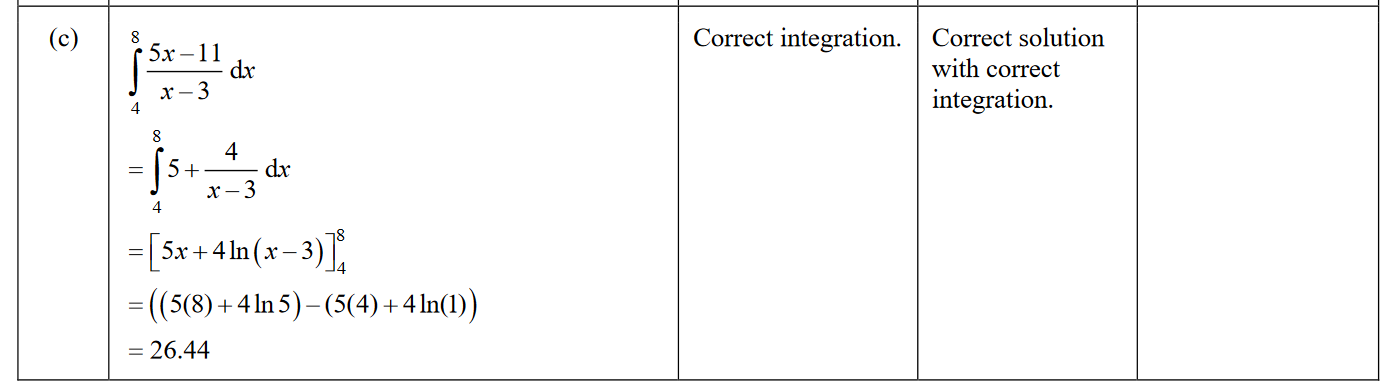 (c)
∫₄⁸ (5x − 11)/(x − 3) dx
= ∫₄⁸ 5 + 4/(x − 3) dx
= [5x + 4 ln(x − 3)]₄⁸
= ((5(8) + 4 ln 5) − (5(4) + 4 ln(1))
= 26.44
Correct integration.
Correct solution
with correct
integration.